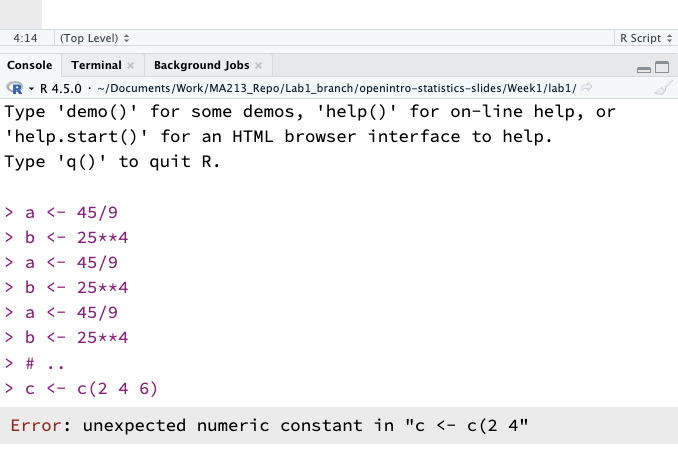 4:14 (Top Level) R Script
Console Terminal × Background Jobs ×
R R 4.5.0 · ~/Documents/Work/MA213_Repo/Lab1_branch/openintro-statistics-slides/Week1/lab1/
Type 'demo()' for some demos, 'help()' for on-line help, or
'help.start()' for an HTML browser interface to help.
Type 'q()' to quit R.
> a <- 45/9
> b <- 25**4
> a <- 45/9
> b <- 25**4
> a <- 45/9
> b <- 25**4
> # ..
> c <- c(2 4 6)
Error: unexpected numeric constant in "c <- c(2 4"